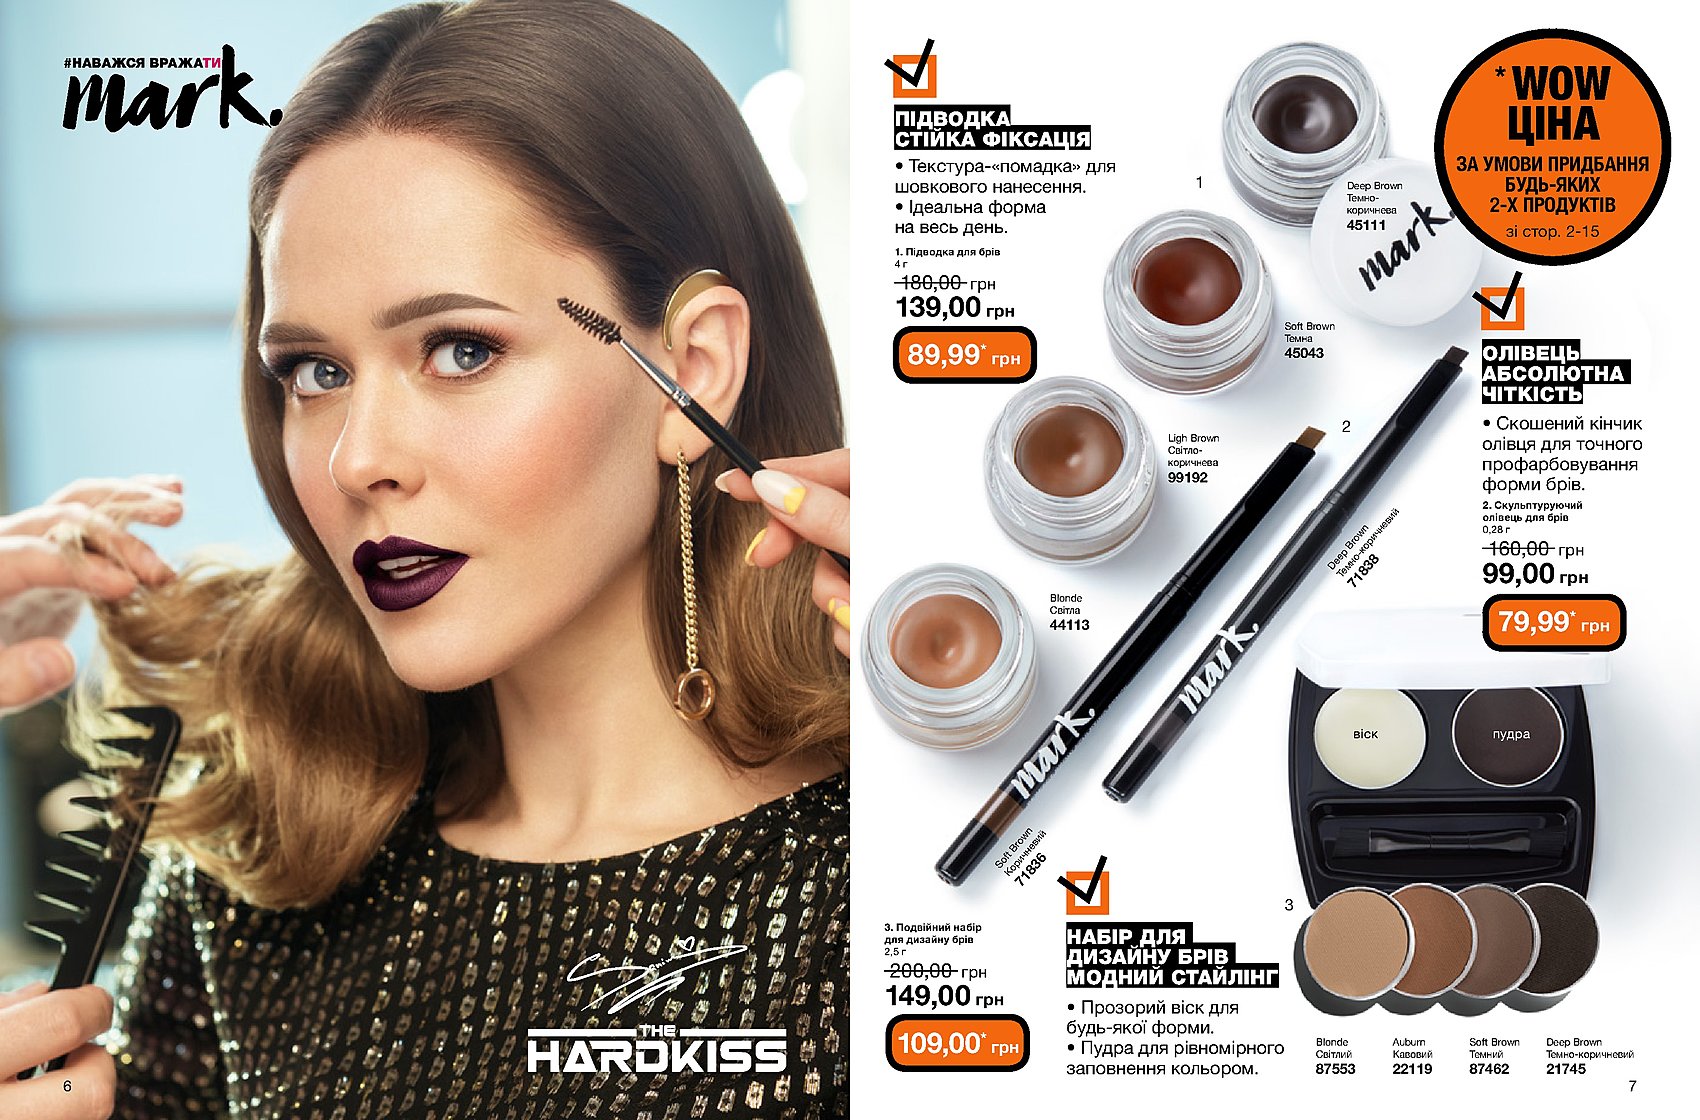 #НАВАЖСЯ ВРАЖАТИ
mark.
THE
HARDKISS
6
ПІДВОДКА
СТІЙКА ФІКСАЦІЯ
• Текстура-«помадка» для
шовкового нанесення.
• Ідеальна форма
на весь день.
1. Підводка для брів
4 г
180,00 грн
139,00 грн
89,99* грн
1
Deep Brown
Темно-
коричнева
45111
mark.
Soft Brown
Темна
45043
Ligh Brown
Світло-
коричнева
99192
Blonde
Світла
44113
* WOW
ЦІНА
ЗА УМОВИ ПРИДБАННЯ
БУДЬ-ЯКИХ
2-Х ПРОДУКТІВ
зі стор. 2-15
ОЛІВЕЦЬ
АБСОЛЮТНА
ЧІТКІСТЬ
• Скошений кінчик
олівця для точного
профарбовування
форми брів.
2. Скульптуруючий
олівець для брів
0,28 г
160,00 грн
99,00 грн
79,99* грн
2
Deep Brown
Темно-коричневий
71838
mark.
mark.
Soft Brown
Коричневий
71836
віск
пудра
3. Подвійний набір
для дизайну брів
2,5 г
200,00 грн
149,00 грн
109,00* грн
НАБІР ДЛЯ
ДИЗАЙНУ БРІВ
МОДНИЙ СТАЙЛІНГ
• Прозорий віск для
будь-якої форми.
• Пудра для рівномірного
заповнення кольором.
3
Blonde
Світлий
87553
Auburn
Кавовий
22119
Soft Brown
Темний
87462
Deep Brown
Темно-коричневий
21745
7